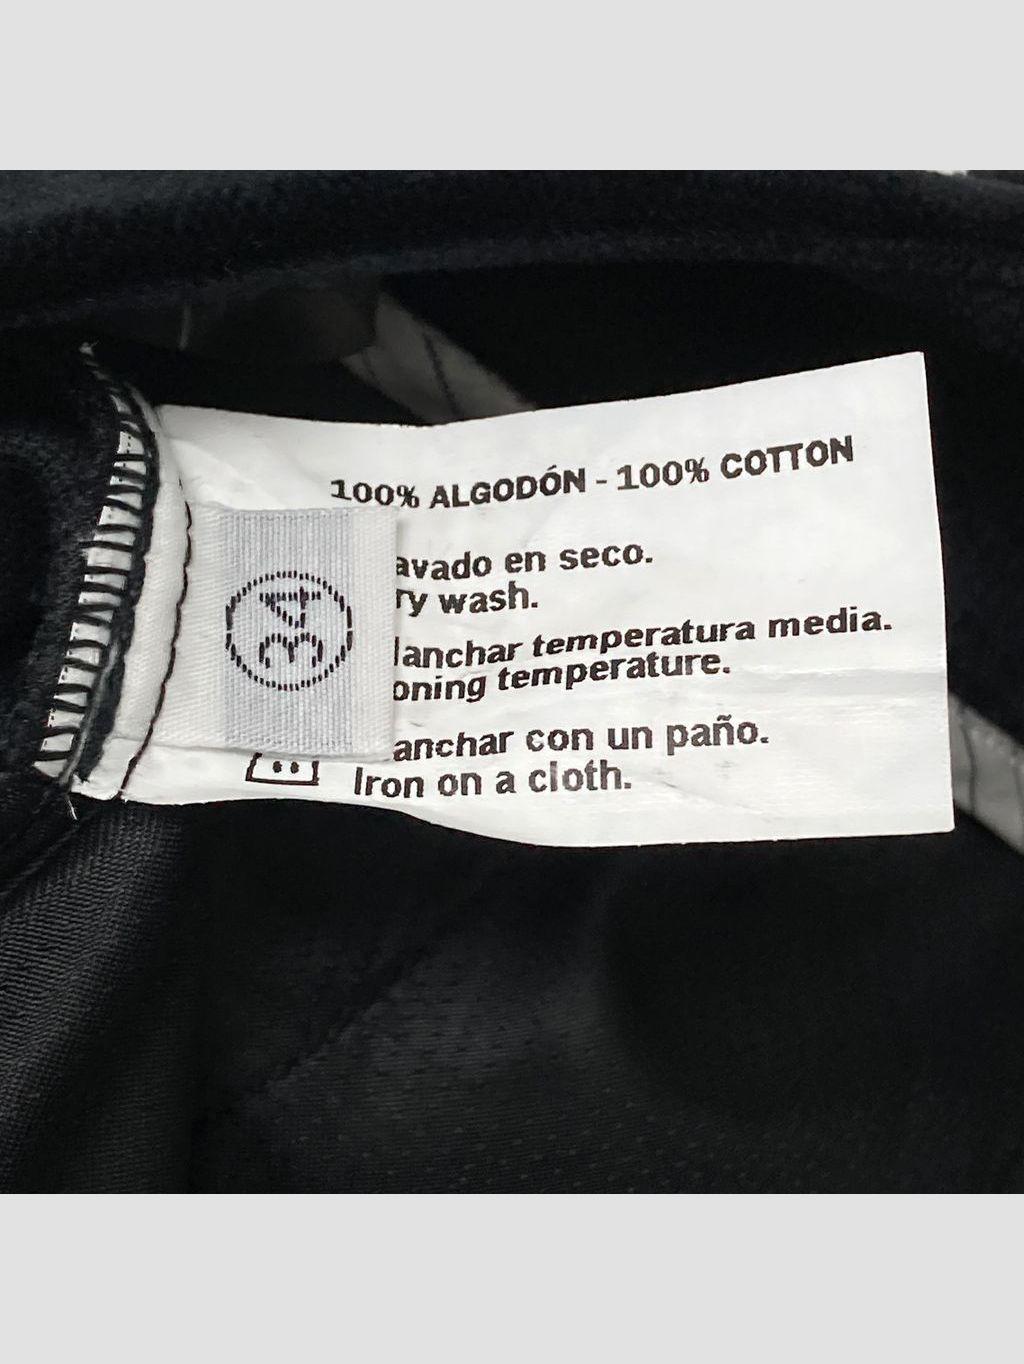 100% ALGODÓN - 100% COTTON
34
avado en seco.
ry wash.
lanchar temperatura media.
oning temperature.
anchar con un paño.
Iron on a cloth.